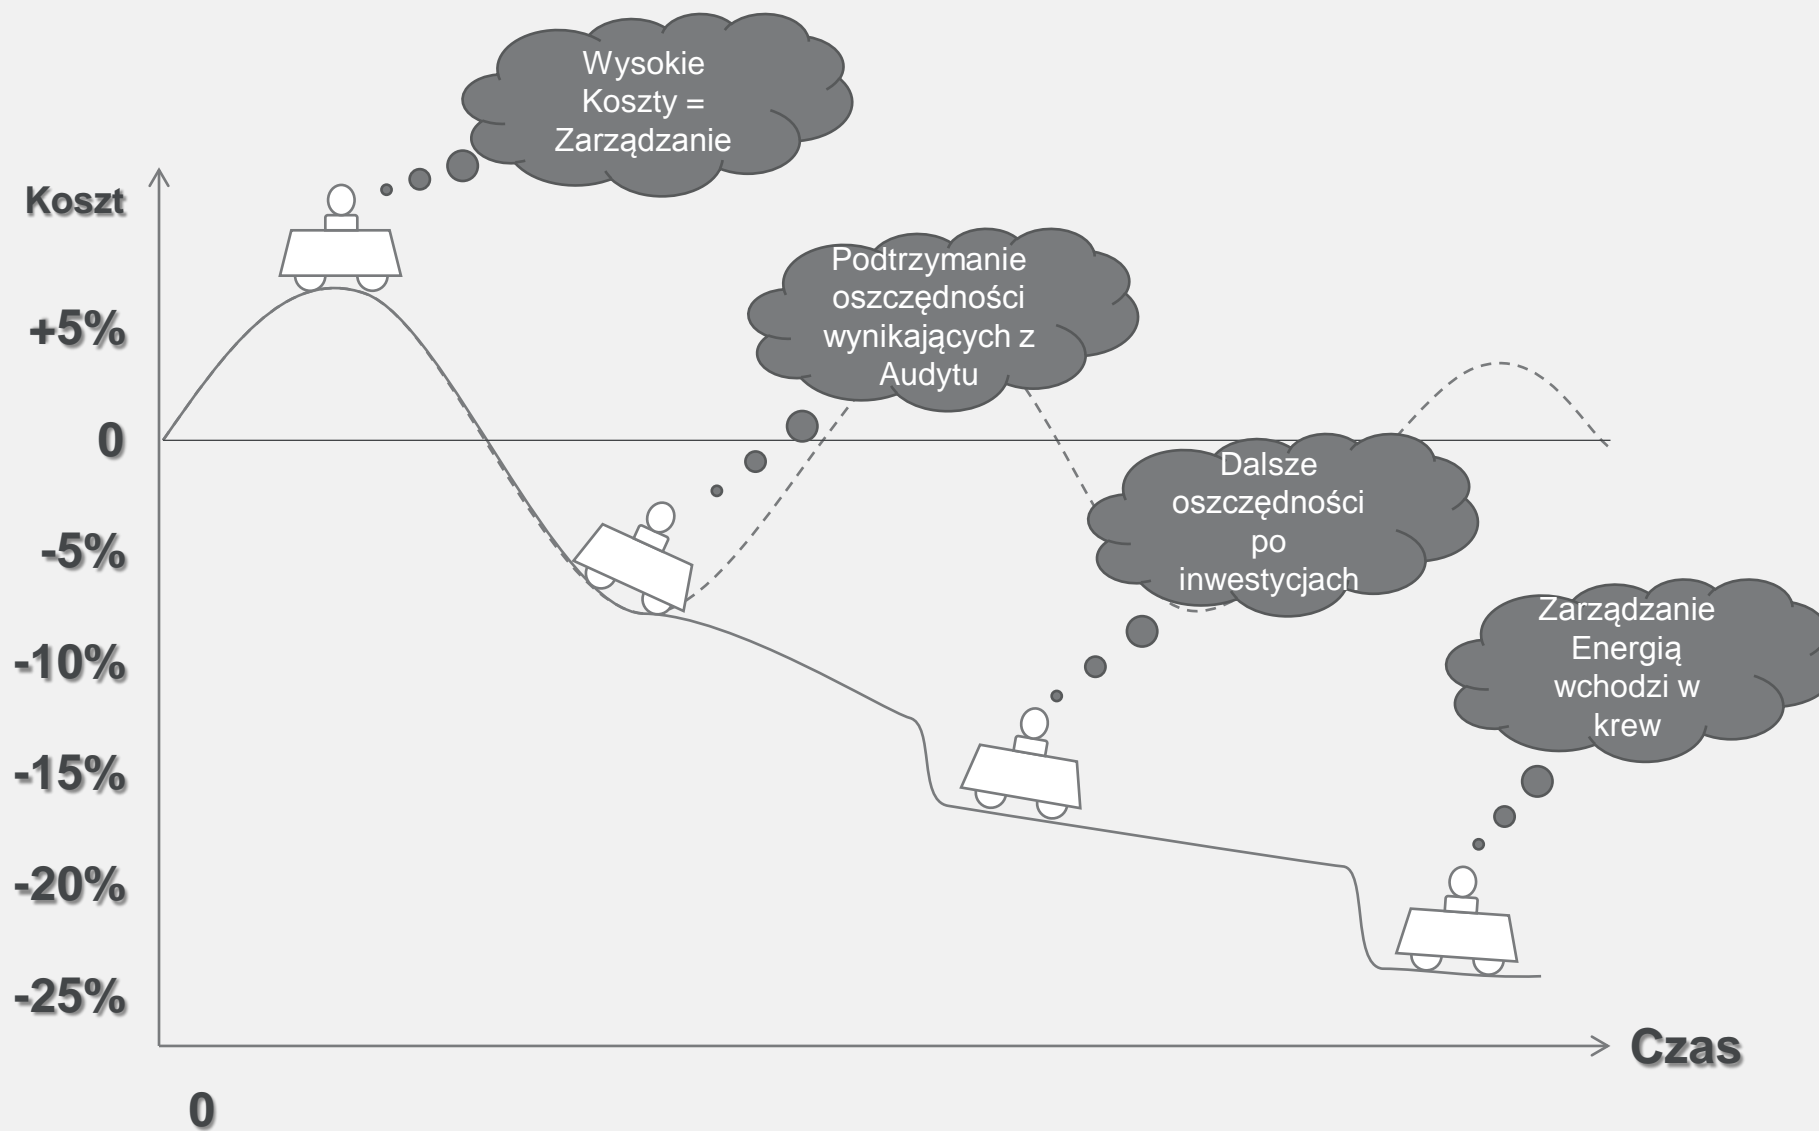 Wysokie
Koszty =
Zarządzanie
Koszt
Podtrzymanie
oszczędności
wynikających z
Audytu
+5%
0
Dalsze
oszczędności
po
inwestycjach
-5%
Zarządzanie
Energią
wchodzi w
krew
-10%
-15%
-20%
-25%
Czas
0